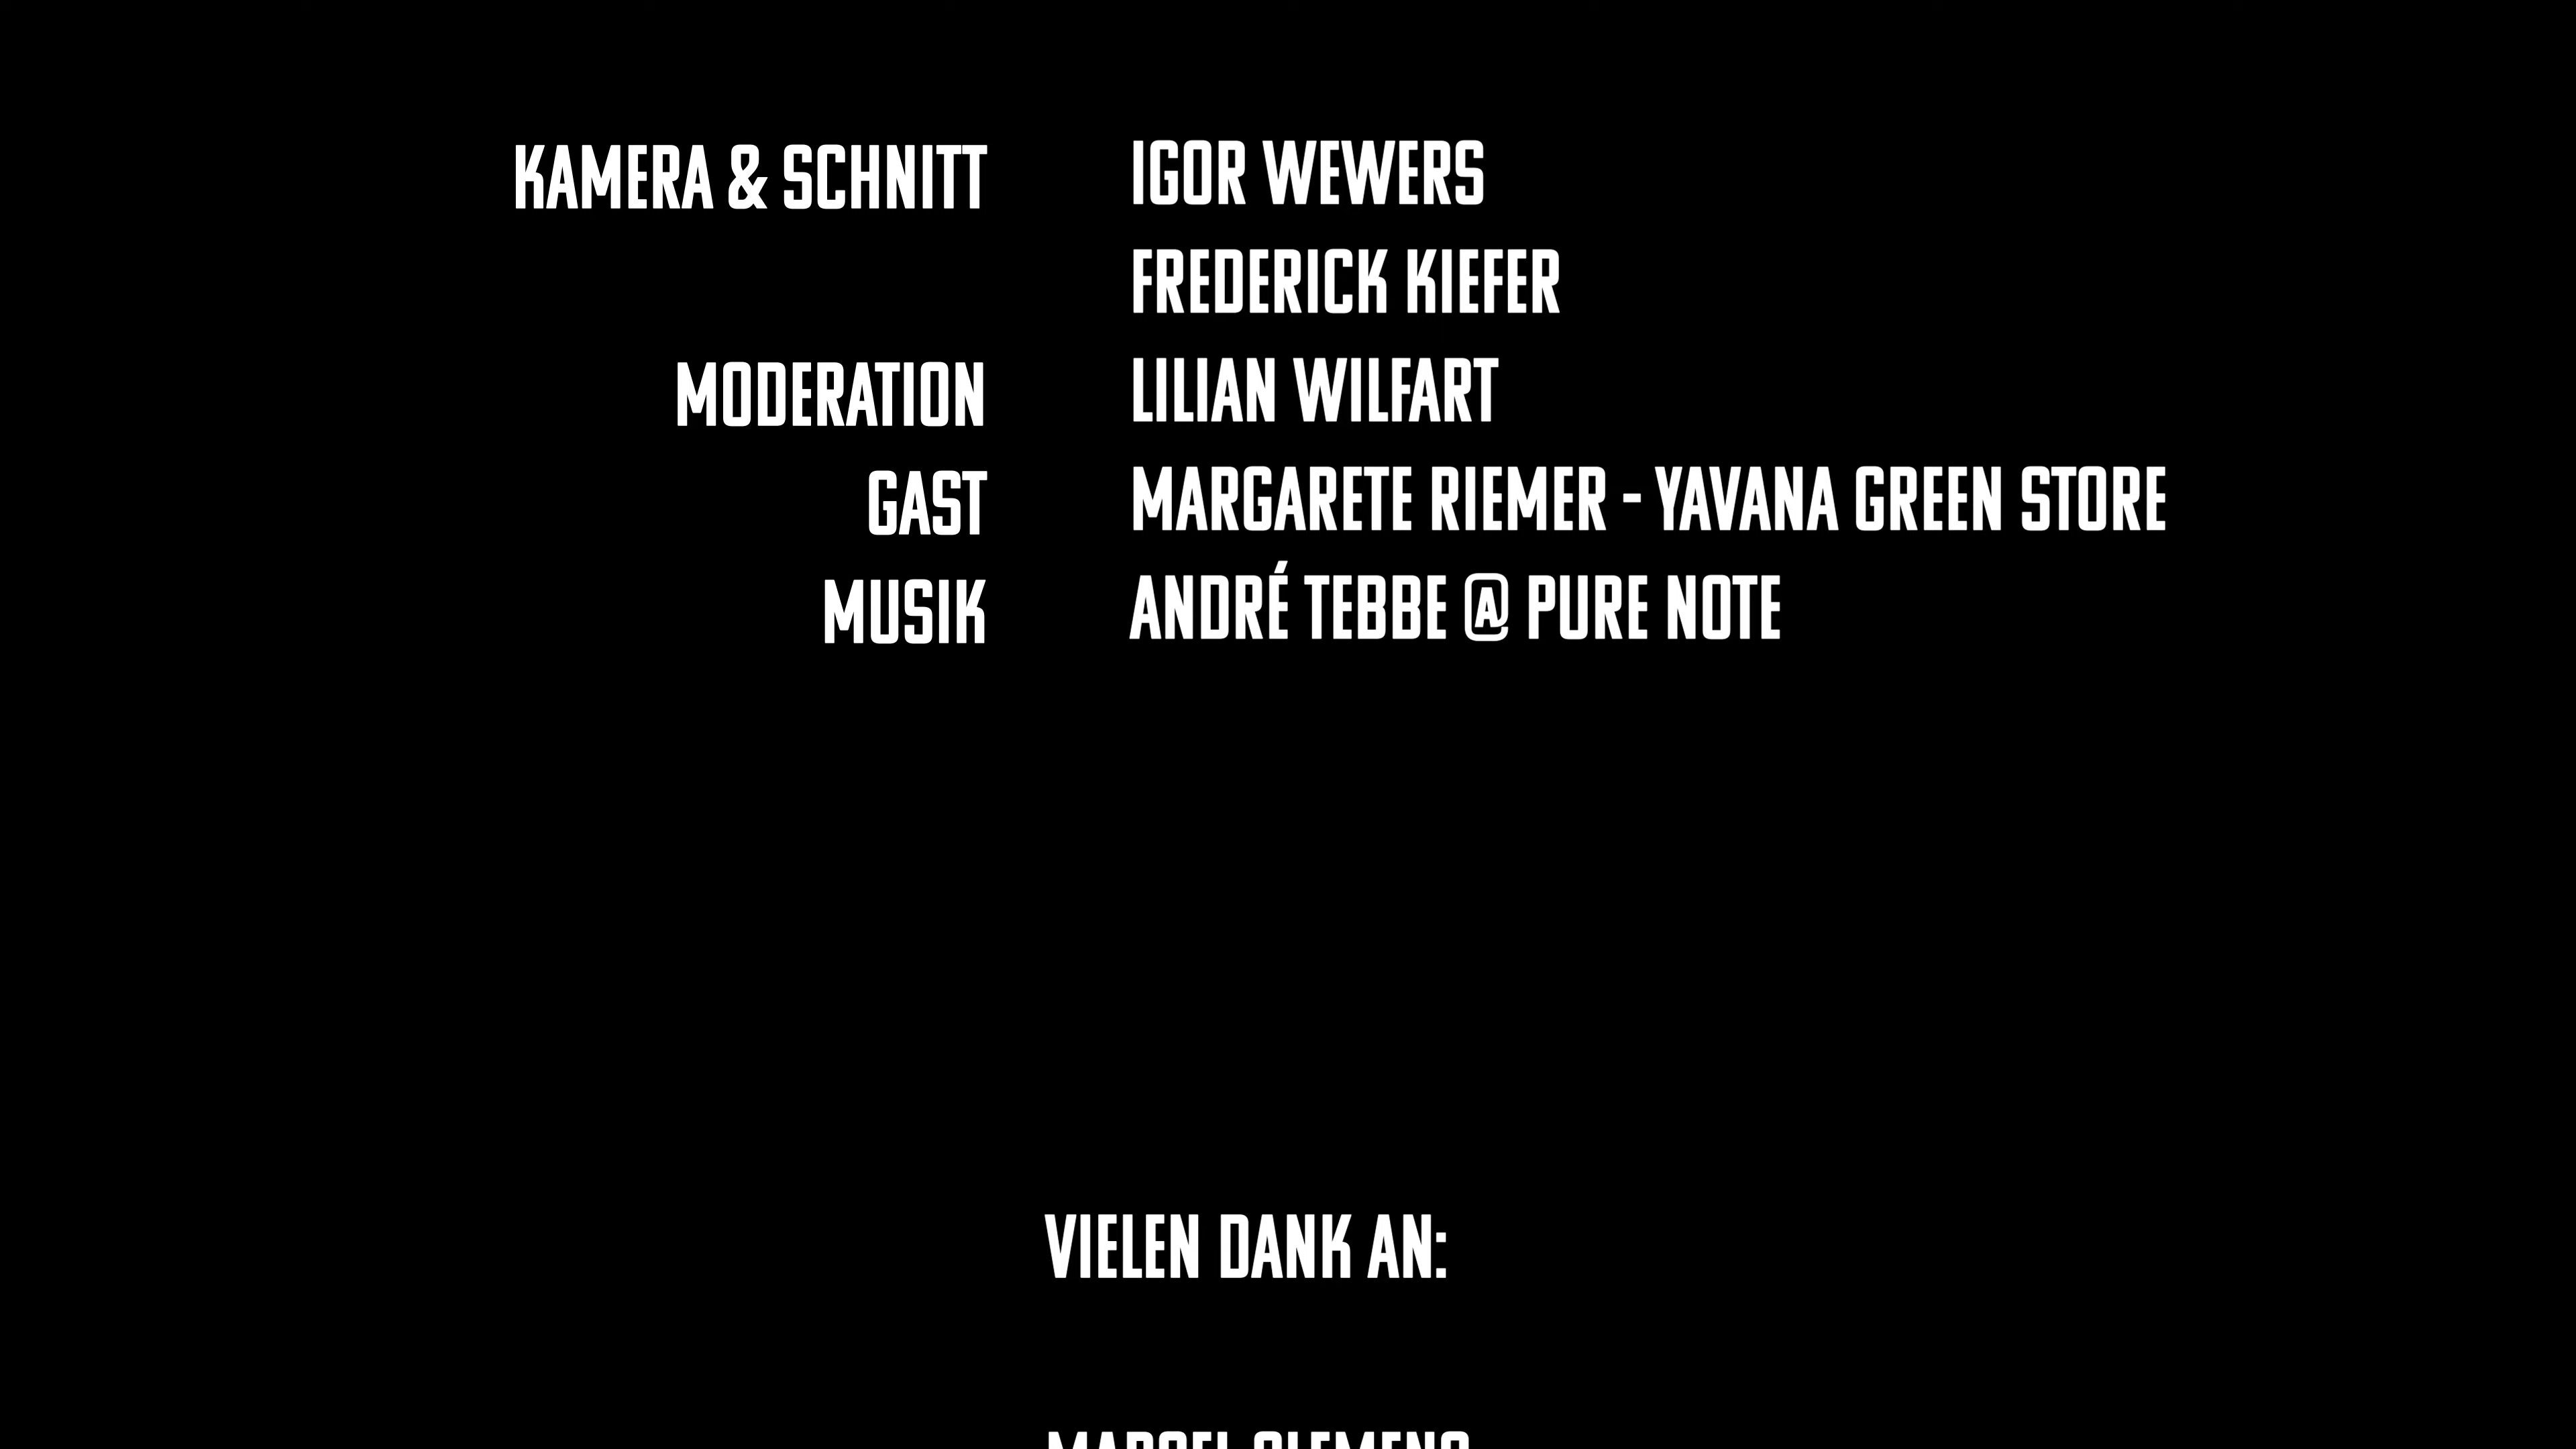 KAMERA & SCHNITT IGOR WEWERS
FREDERICK KIEFER
MODERATION LILIAN WILFART
GAST MARGARETE RIEMER - YAVANA GREEN STORE
MUSIK ANDRÉ TEBBE @ PURE NOTE
VIELEN DANK AN: